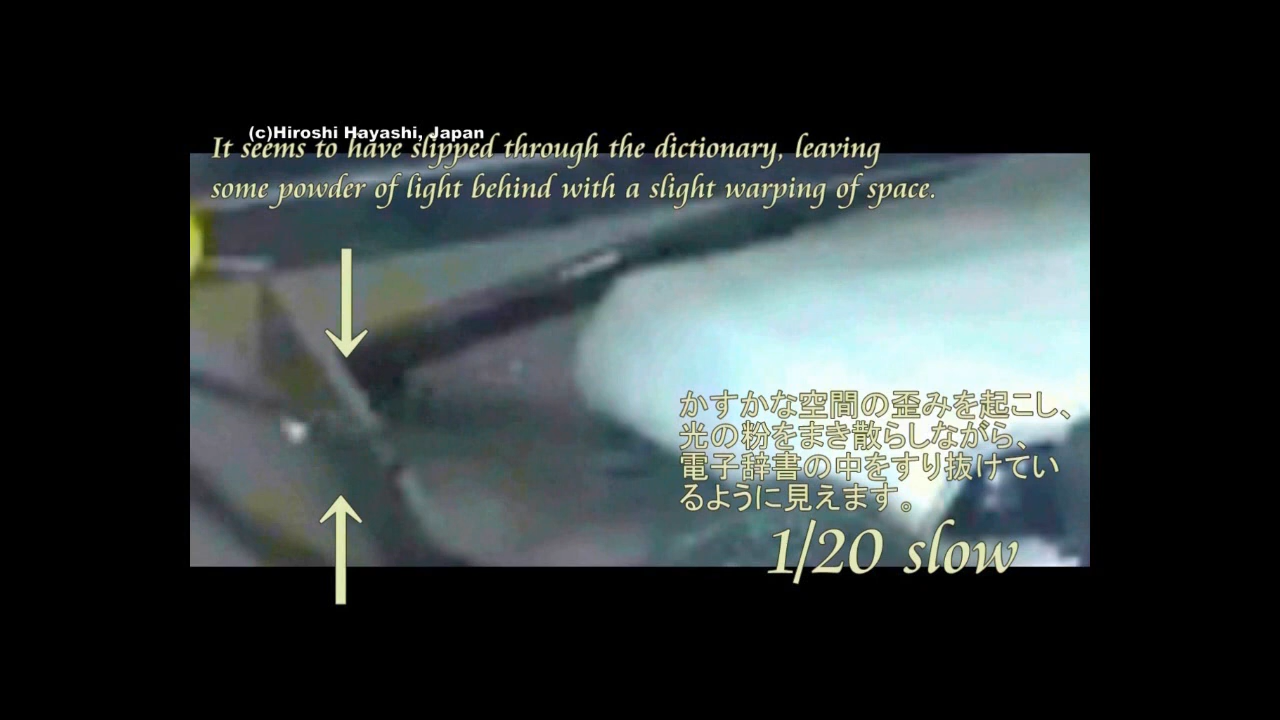 (c)Hiroshi Hayashi, Japan
It seems to have slipped through the dictionary, leaving
some powder of light behind with a slight warping of space.
かすかな空間の歪みを起こし、
光の粉をまき散らしながら、
電子辞書の中をすり抜けてい
るように見えます。
1/20 slow